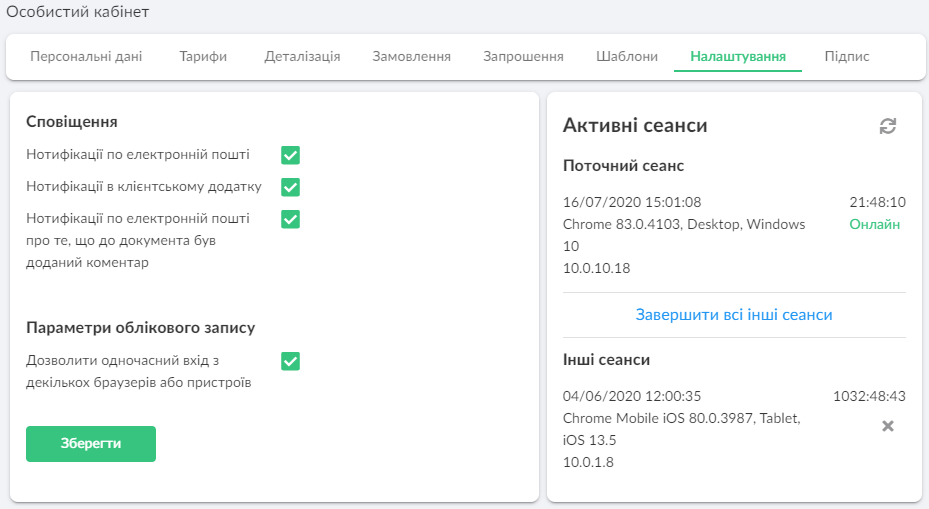 Особистий кабінет
Персональні дані Тарифи Деталізація Замовлення Запрошення Шаблони Налаштування Підпис
Сповіщення
Нотифікації по електронній пошті
Нотифікації в клієнтському додатку
Нотифікації по електронній пошті
про те, що до документа був
доданий коментар
Параметри облікового запису
Дозволити одночасний вхід з
декількох браузерів або пристроїв
Зберегти
Активні сеанси
Поточний сеанс
16/07/2020 15:01:08 21:48:10
Chrome 83.0.4103, Desktop, Windows Онлайн
10
10.0.10.18
Завершити всі інші сеанси
Інші сеанси
04/06/2020 12:00:35 1032:48:43
Chrome Mobile iOS 80.0.3987, Tablet,
iOS 13.5
10.0.1.8